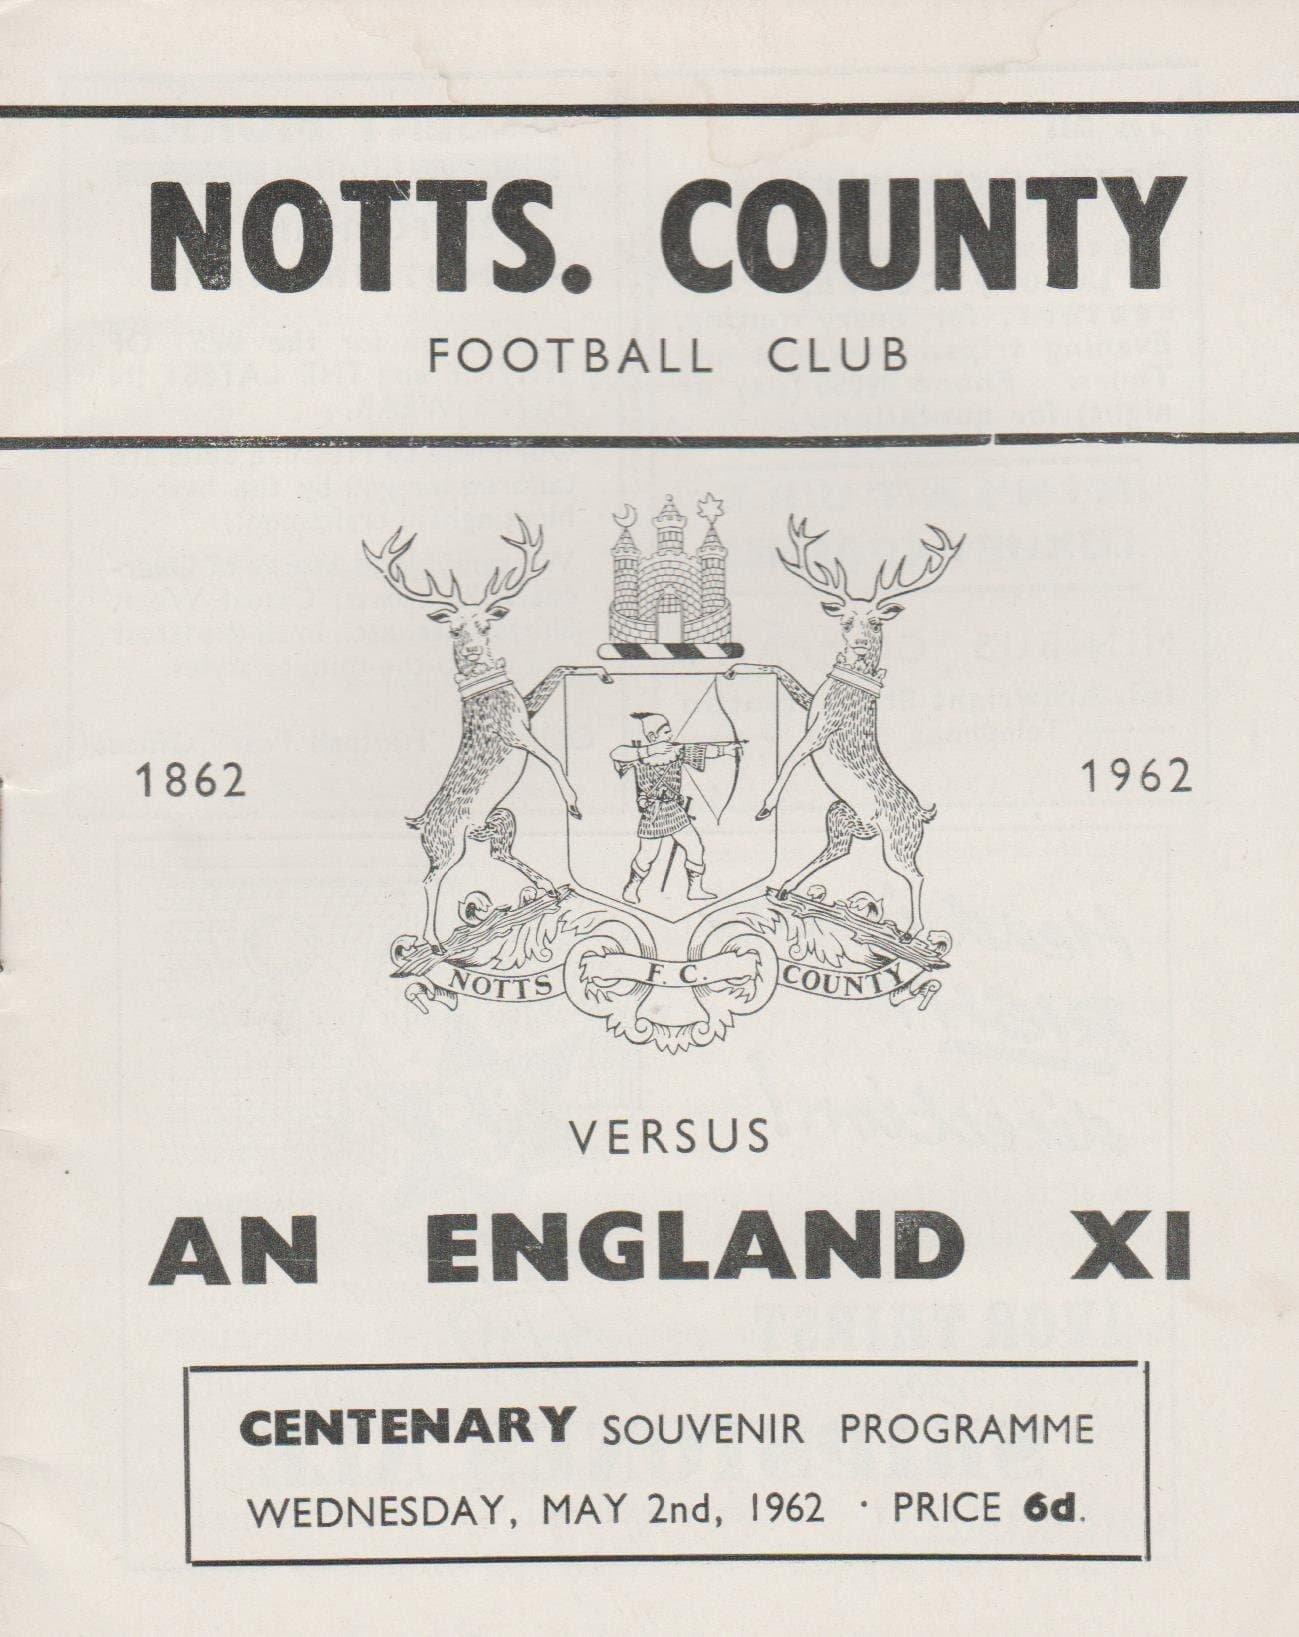 NOTTS. COUNTY
FOOTBALL CLUB
1862 1962
NOTTS F. C. COUNTY
VERSUS
AN ENGLAND XI
CENTENARY SOUVENIR PROGRAMME
WEDNESDAY, MAY 2nd, 1962 · PRICE 6d.